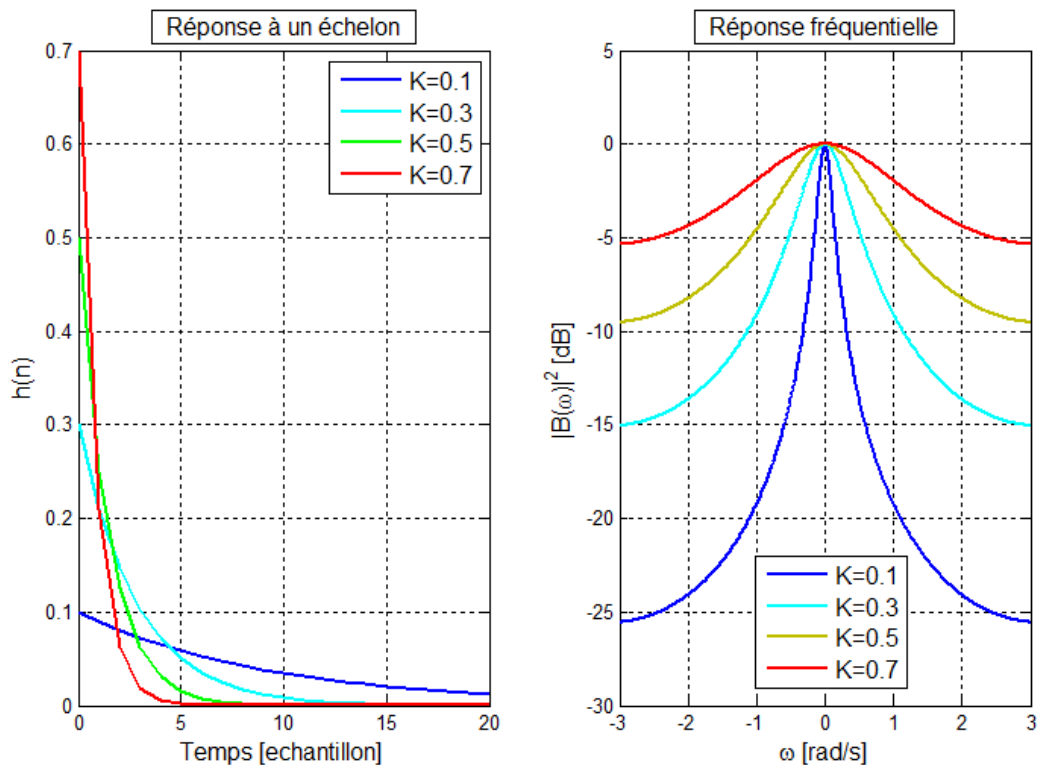 Réponse à un échelon
0.7
0.6
0.5
0.4
0.3
0.2
0.1
0
h(n)
K=0.1
K=0.3
K=0.5
K=0.7
0 5 10 15 20
Temps [echantillon]
Réponse fréquentielle
5
0
-5
-10
-15
-20
-25
-30
|B(ω)|² [dB]
K=0.1
K=0.3
K=0.5
K=0.7
-3 -2 -1 0 1 2 3
ω [rad/s]